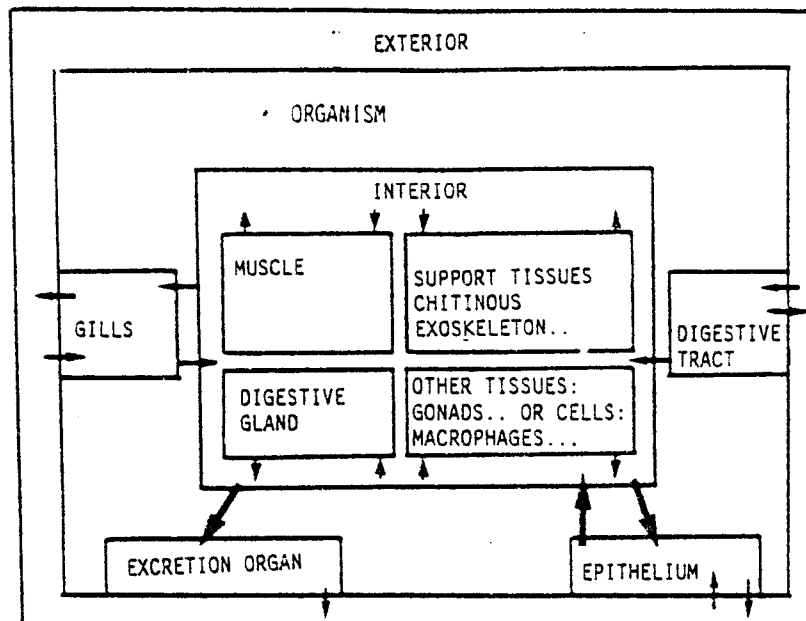 EXTERIOR
ORGANISM
INTERIOR
MUSCLE
SUPPORT TISSUES
CHITINOUS
EXOSKELETON..
GILLS
DIGESTIVE
TRACT
DIGESTIVE
GLAND
OTHER TISSUES:
GONADS.. OR CELLS:
MACROPHAGES...
EXCRETION ORGAN
EPITHELIUM